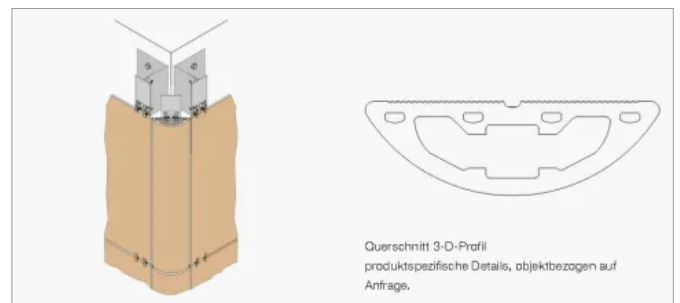 Querschnitt 3-D-Profil
produktspezifische Details, objektbezogen auf
Anfrage.